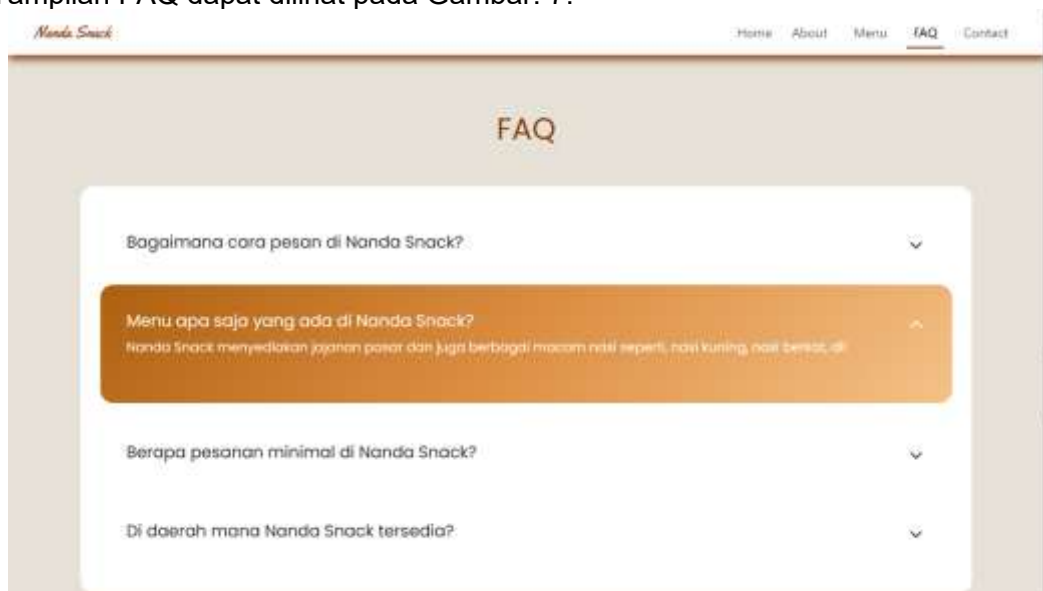 Tampilan FAQ dapat dilihat pada Gambar. 7.
Nanda Snack
Home About Menu FAQ Contact
FAQ
Bagaimana cara pesan di Nanda Snack?
Menu apa saja yang ada di Nanda Snack?
Nanda Snack menyediakan jajanan pasar dan juga berbagai macam nasi seperti, nasi kuning, nasi berkat, dll
Berapa pesanan minimal di Nanda Snack?
Di daerah mana Nanda Snack tersedia?